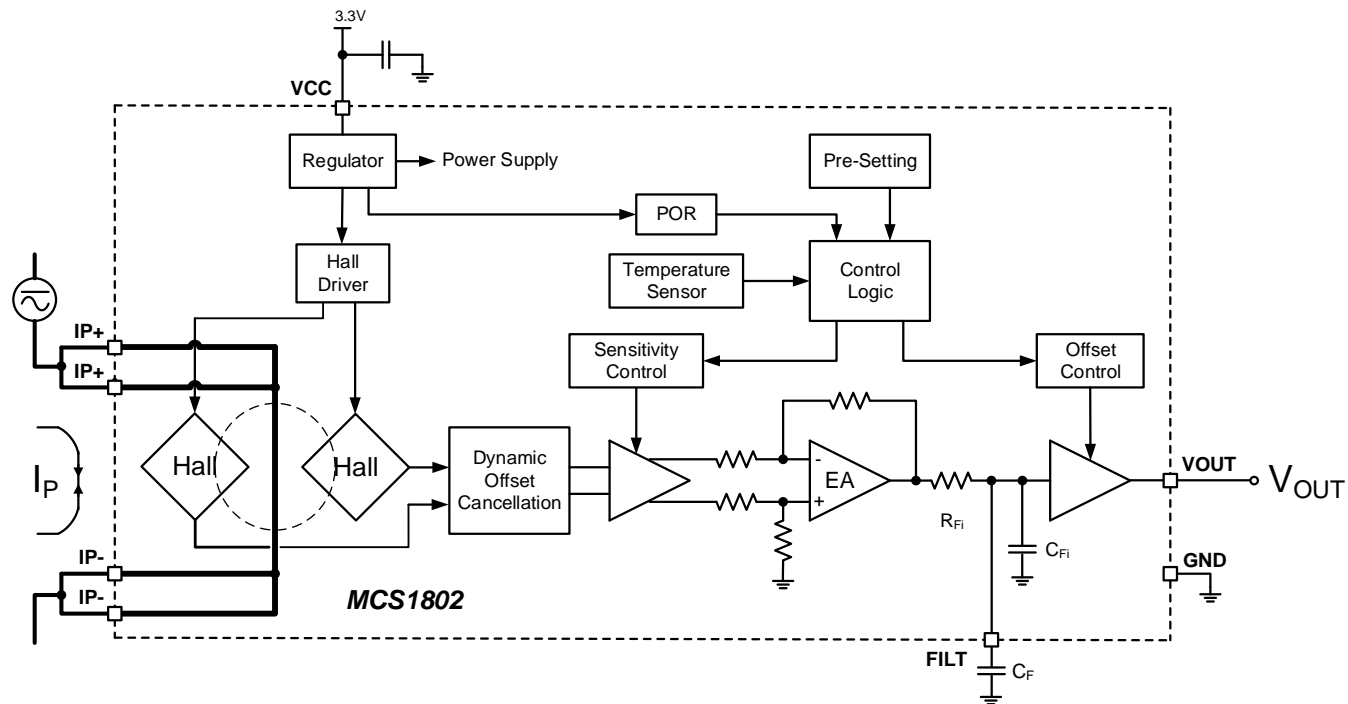 3.3V
VCC
Regulator
Power Supply
Pre-Setting
POR
Hall
Driver
Temperature
Sensor
Control
Logic
IP+
IP+
Sensitivity
Control
Offset
Control
Hall
Hall
Dynamic
Offset
Cancellation
-
EA
+
IP
RFi
CFi
VOUT
VOUT
GND
IP-
IP-
MCS1802
FILT
CF